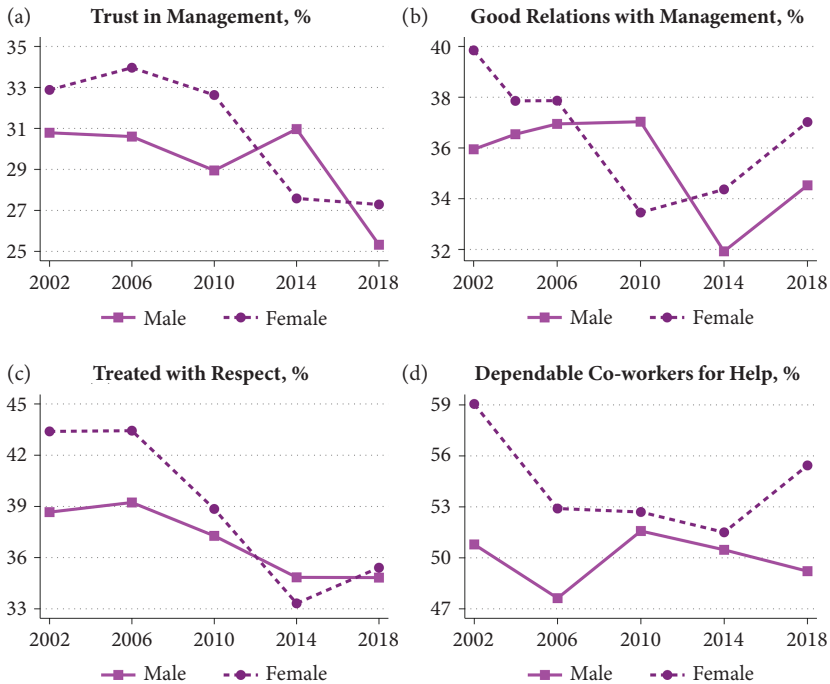 (a) Trust in Management, %
35
33
31
29
27
25
2002 2006 2010 2014 2018
Male Female
(b) Good Relations with Management, %
40
38
36
34
32
2002 2006 2010 2014 2018
Male Female
(c) Treated with Respect, %
45
42
39
36
33
2002 2006 2010 2014 2018
Male Female
(d) Dependable Co-workers for Help, %
59
56
53
50
47
2002 2006 2010 2014 2018
Male Female